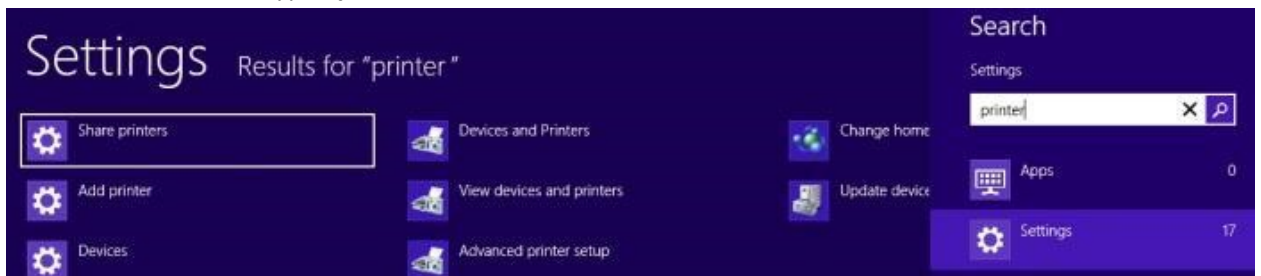 Settings Results for "printer "
Share printers
Add printer
Devices
Devices and Printers
View devices and printers
Advanced printer setup
Change home
Update device
Search
Settings
printer
Apps 0
Settings 17